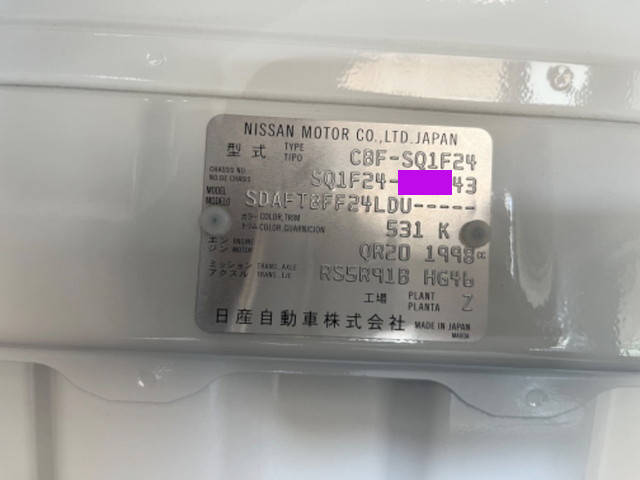 NISSAN MOTOR CO.,LTD.JAPAN
型式 TYPE TIPO CBF-SQ1F24
CHASSIS NO. NO.DE CHASIS SQ1F24- 43
MODEL MODELO SDAFTBFF24LDU-----
カラー COLOR,TRIM
トリム COLOR,GUARNICION 531 K
エンジン ENGINE MOTOR QR20 1998
ミッション TRANS.,AXLE
アクスル TRANS.,EJE RS5R91B HG46
工場 PLANT PLANTA Z
日産自動車株式会社 MADE IN JAPAN